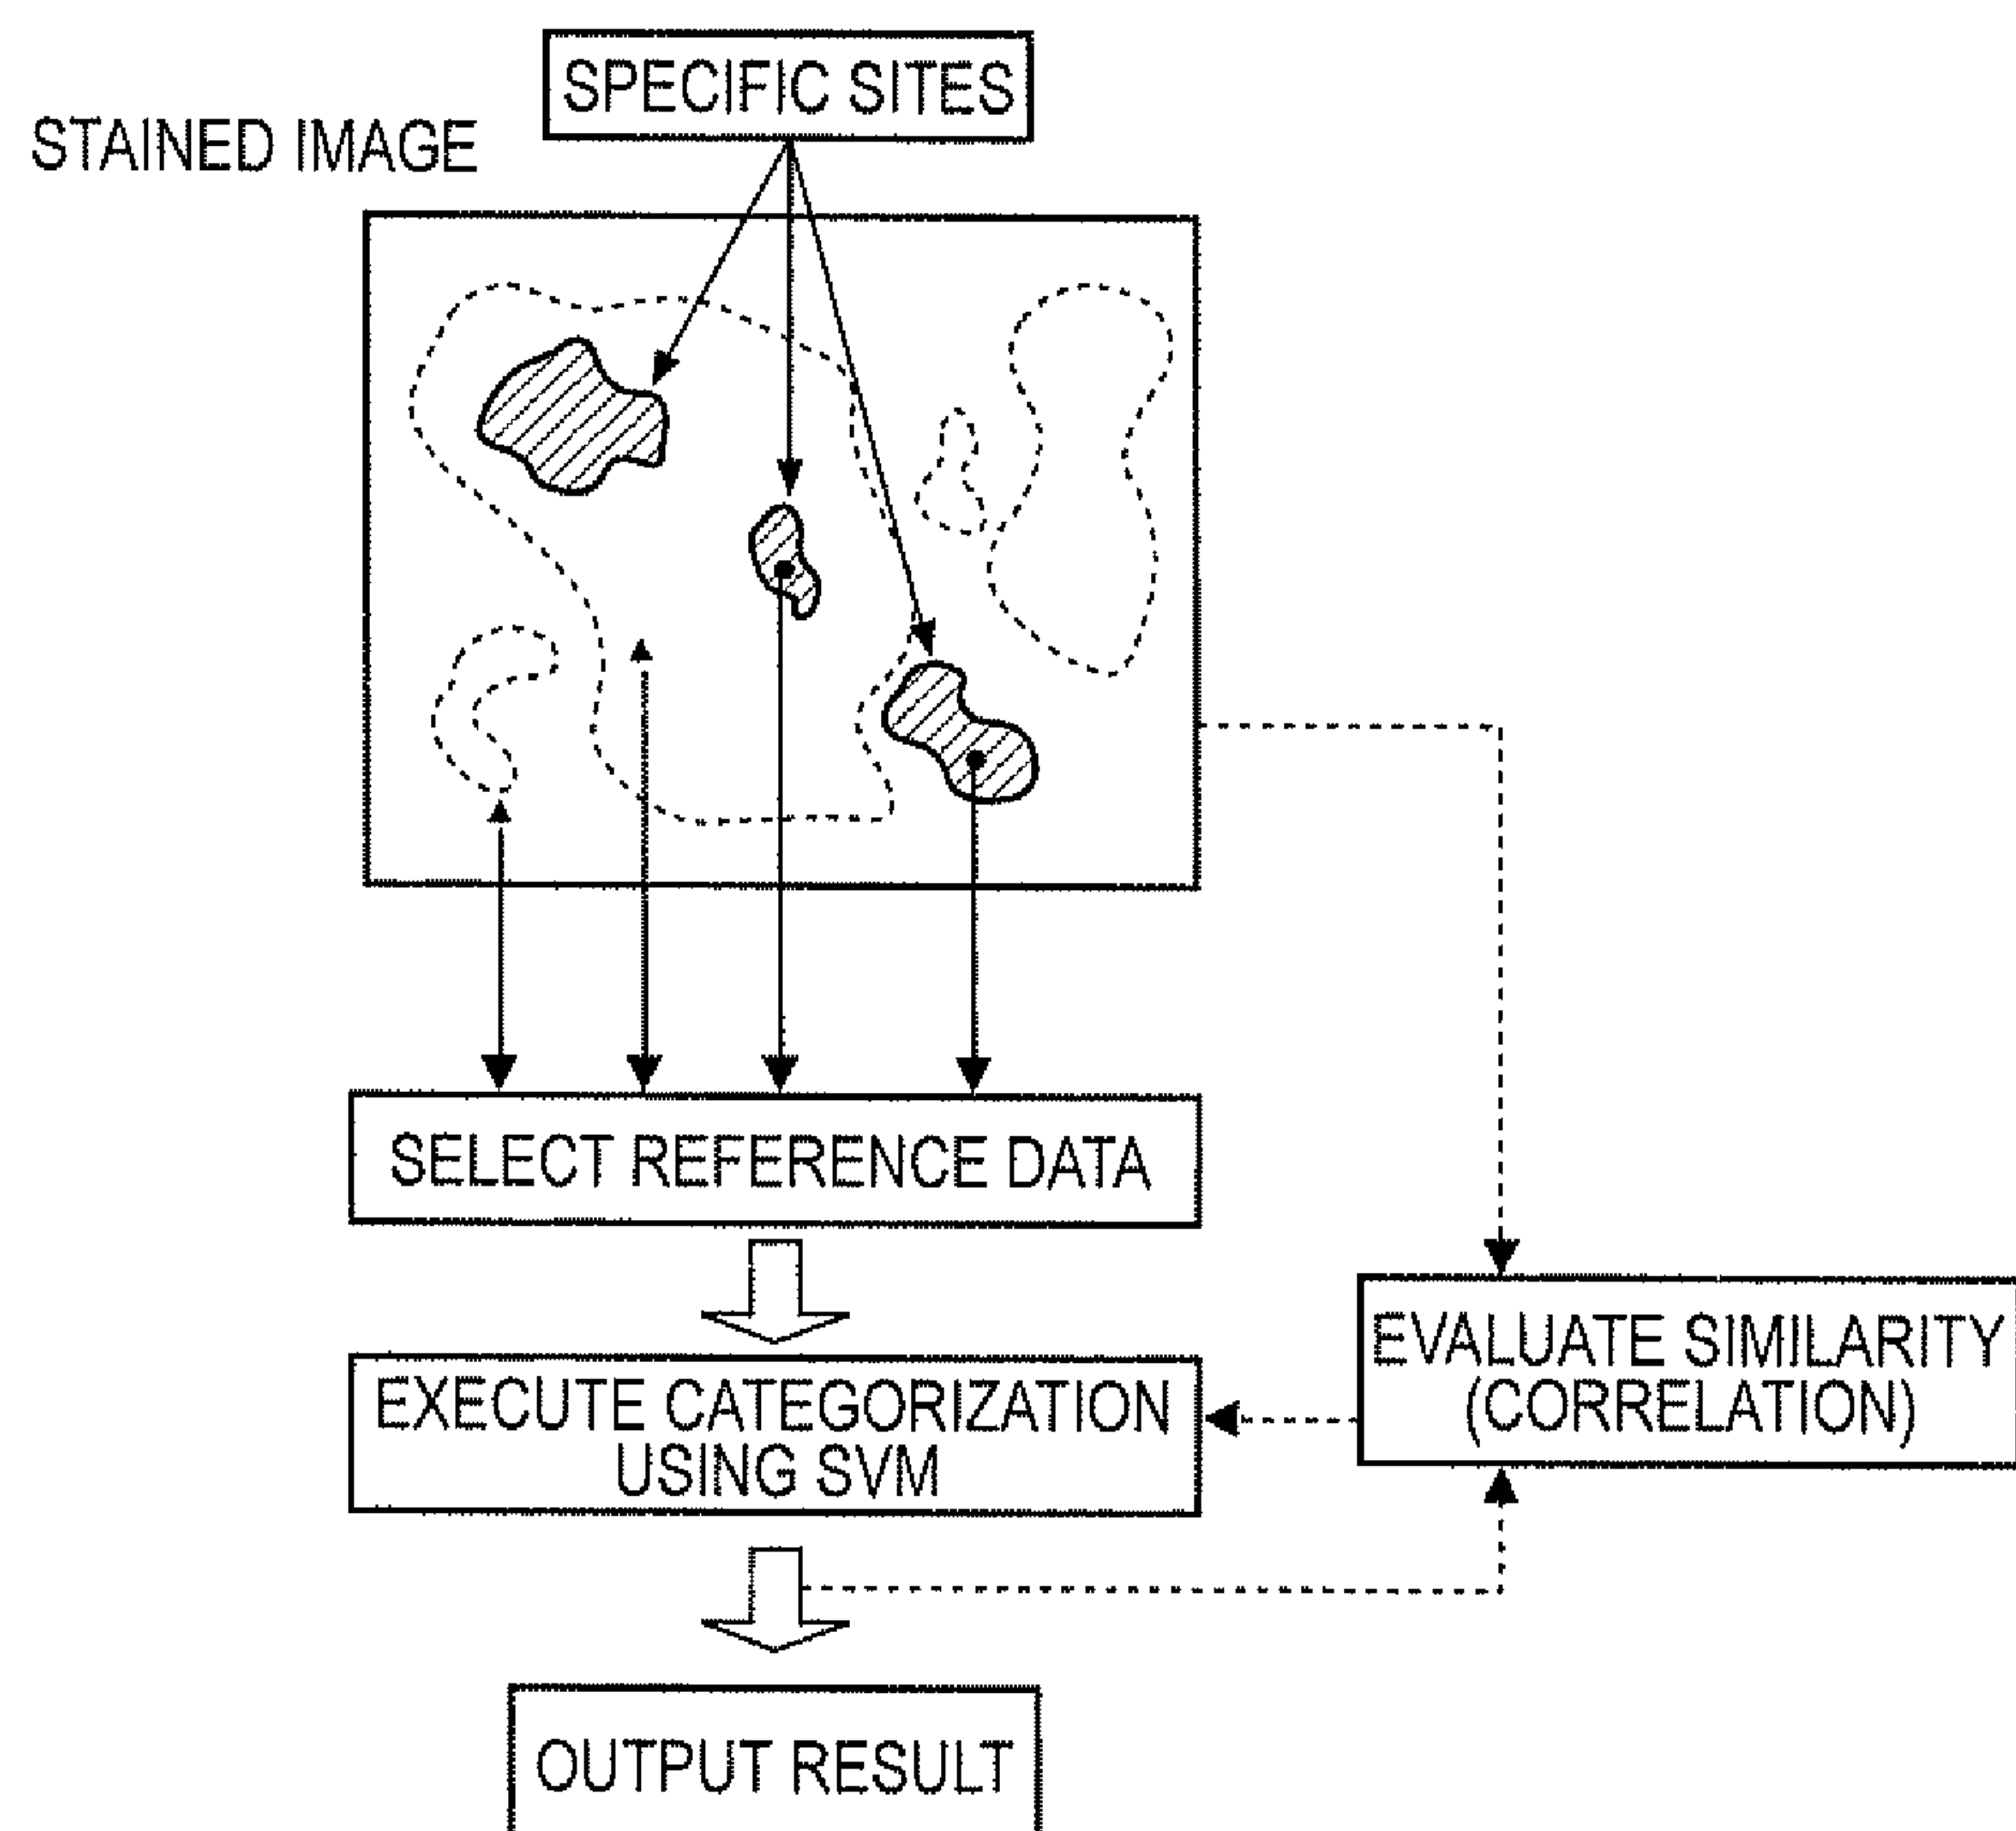 SPECIFIC SITES
STAINED IMAGE
SELECT REFERENCE DATA
EXECUTE CATEGORIZATION
USING SVM
EVALUATE SIMILARITY
(CORRELATION)
OUTPUT RESULT